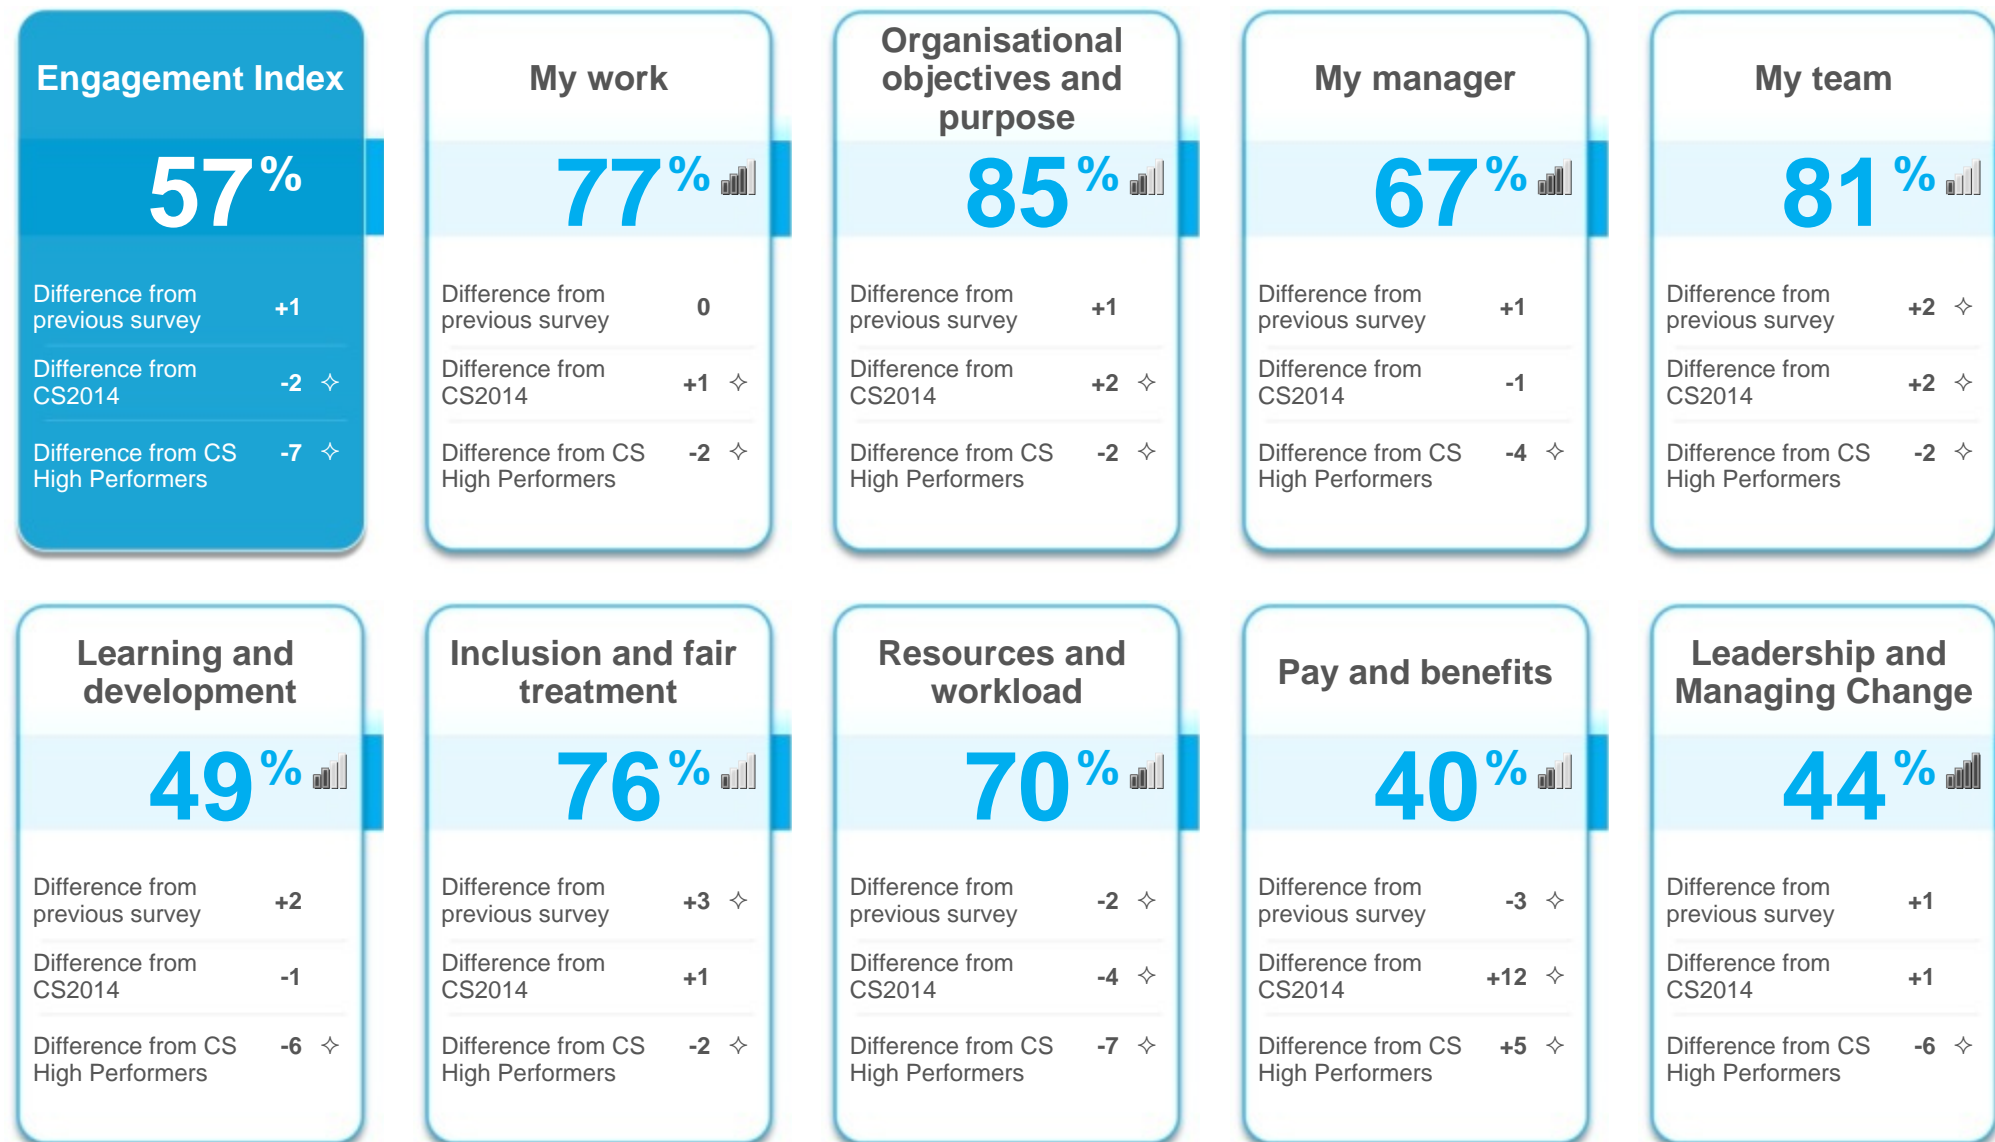 Engagement Index
57%
Difference from
previous survey
+1
Difference from
CS2014
-2 ✧
Difference from CS
High Performers
-7 ✧
My work
77%
Difference from
previous survey
0
Difference from
CS2014
+1 ✧
Difference from CS
High Performers
-2 ✧
Organisational
objectives and
purpose
85%
Difference from
previous survey
+1
Difference from
CS2014
+2 ✧
Difference from CS
High Performers
-2 ✧
My manager
67%
Difference from
previous survey
+1
Difference from
CS2014
-1
Difference from CS
High Performers
-4 ✧
My team
81%
Difference from
previous survey
+2 ✧
Difference from
CS2014
+2 ✧
Difference from CS
High Performers
-2 ✧
Learning and
development
49%
Difference from
previous survey
+2
Difference from
CS2014
-1
Difference from CS
High Performers
-6 ✧
Inclusion and fair
treatment
76%
Difference from
previous survey
+3 ✧
Difference from
CS2014
+1
Difference from CS
High Performers
-2 ✧
Resources and
workload
70%
Difference from
previous survey
-2 ✧
Difference from
CS2014
-4 ✧
Difference from CS
High Performers
-7 ✧
Pay and benefits
40%
Difference from
previous survey
-3 ✧
Difference from
CS2014
+12 ✧
Difference from CS
High Performers
+5 ✧
Leadership and
Managing Change
44%
Difference from
previous survey
+1
Difference from
CS2014
+1
Difference from CS
High Performers
-6 ✧